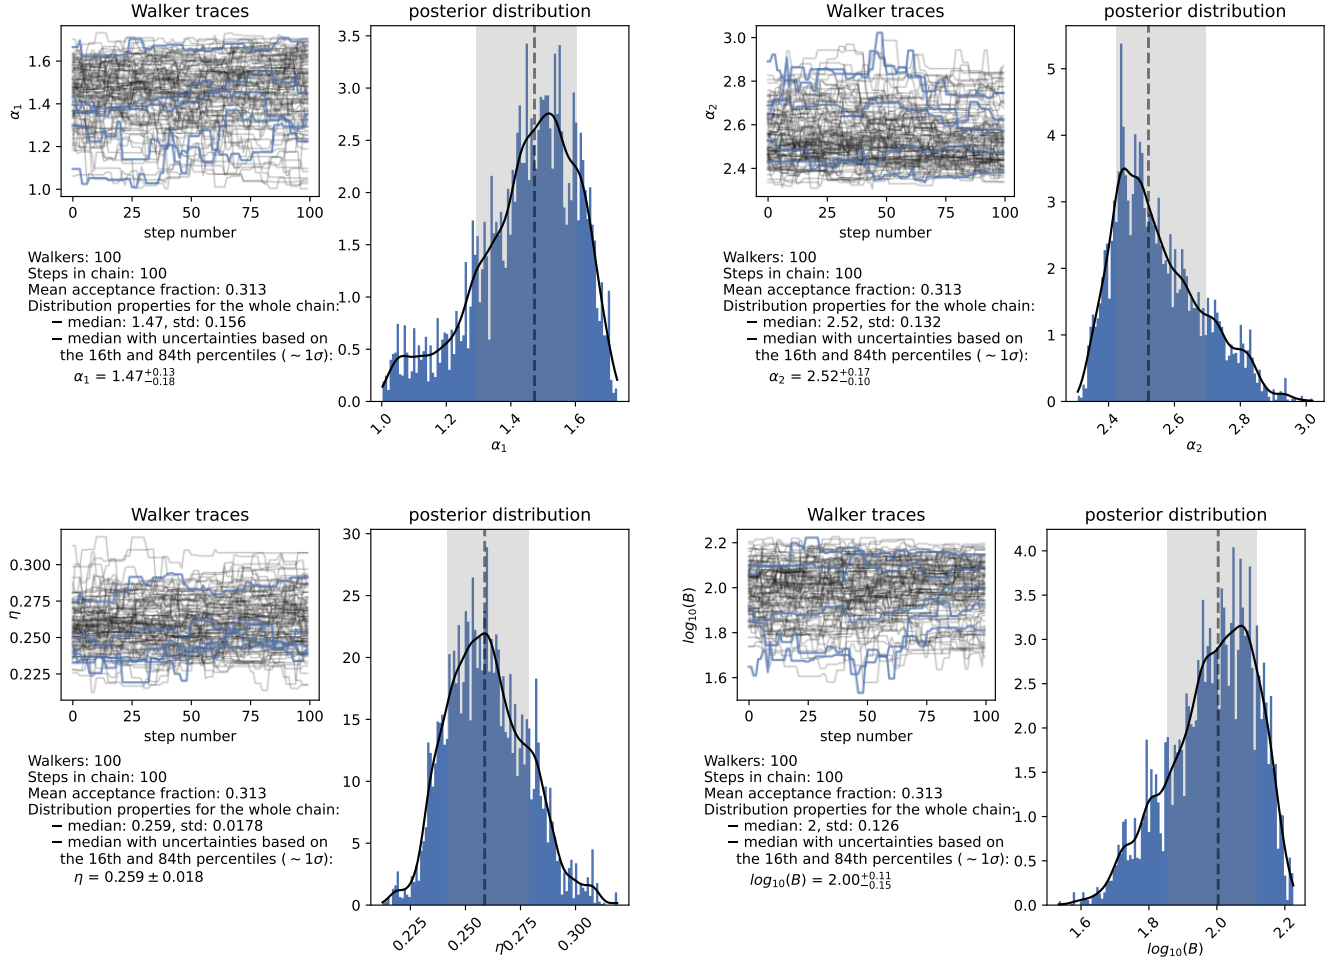 Walker traces
posterior distribution
α₁
1.6
1.4
1.2
1.0
0
25
50
75
100
step number
3.5
3.0
2.5
2.0
1.5
1.0
0.5
0.0
1.0
1.2
1.4
1.6
α₁
Walkers: 100
Steps in chain: 100
Mean acceptance fraction: 0.313
Distribution properties for the whole chain:
− median: 1.47, std: 0.156
− median with uncertainties based on
the 16th and 84th percentiles (∼1σ):
α₁ = 1.47+0.13−0.18
Walker traces
posterior distribution
α₂
3.0
2.8
2.6
2.4
0
25
50
75
100
step number
5
4
3
2
1
0
2.4
2.6
2.8
3.0
α₂
Walkers: 100
Steps in chain: 100
Mean acceptance fraction: 0.313
Distribution properties for the whole chain:
− median: 2.52, std: 0.132
− median with uncertainties based on
the 16th and 84th percentiles (∼1σ):
α₂ = 2.52+0.17−0.10
Walker traces
posterior distribution
η
0.300
0.275
0.250
0.225
0
25
50
75
100
step number
30
25
20
15
10
5
0
0.225
0.250
0.275
0.300
η
Walkers: 100
Steps in chain: 100
Mean acceptance fraction: 0.313
Distribution properties for the whole chain:
− median: 0.259, std: 0.0178
− median with uncertainties based on
the 16th and 84th percentiles (∼1σ):
η = 0.259 ± 0.018
Walker traces
posterior distribution
log₁₀(B)
2.2
2.0
1.8
1.6
0
25
50
75
100
step number
4.0
3.5
3.0
2.5
2.0
1.5
1.0
0.5
0.0
1.6
1.8
2.0
2.2
log₁₀(B)
Walkers: 100
Steps in chain: 100
Mean acceptance fraction: 0.313
Distribution properties for the whole chain:
− median: 2, std: 0.126
− median with uncertainties based on
the 16th and 84th percentiles (∼1σ):
log₁₀(B) = 2.00+0.11−0.15